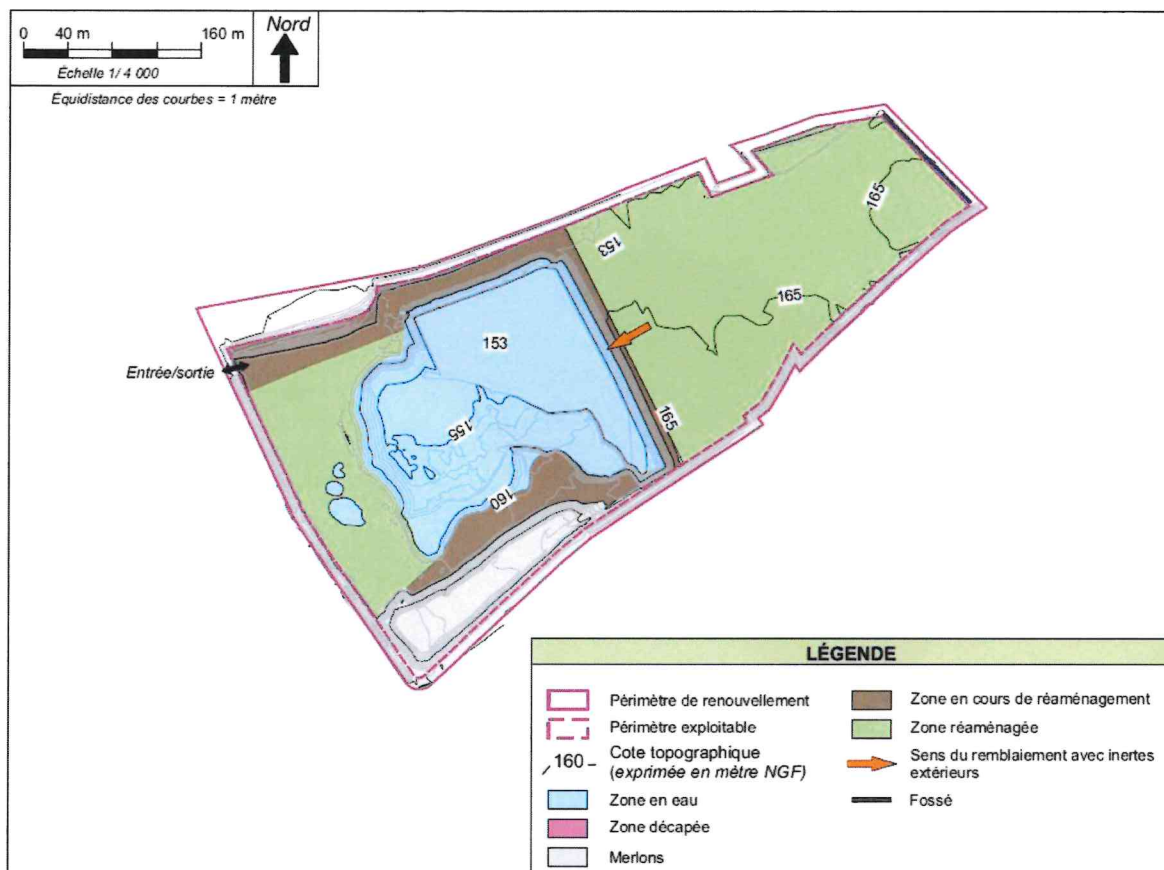 0 40 m 160 m
Échelle 1/ 4 000
Nord
Équidistance des courbes = 1 mètre
165
153
165
153
Entrée/sortie
165
155
160
LÉGENDE
Périmètre de renouvellement
Périmètre exploitable
160
Cote topographique
(exprimée en mètre NGF)
Zone en eau
Zone décapée
Merlons
Zone en cours de réaménagement
Zone réaménagée
Sens du remblaiement avec inertes
extérieurs
Fossé